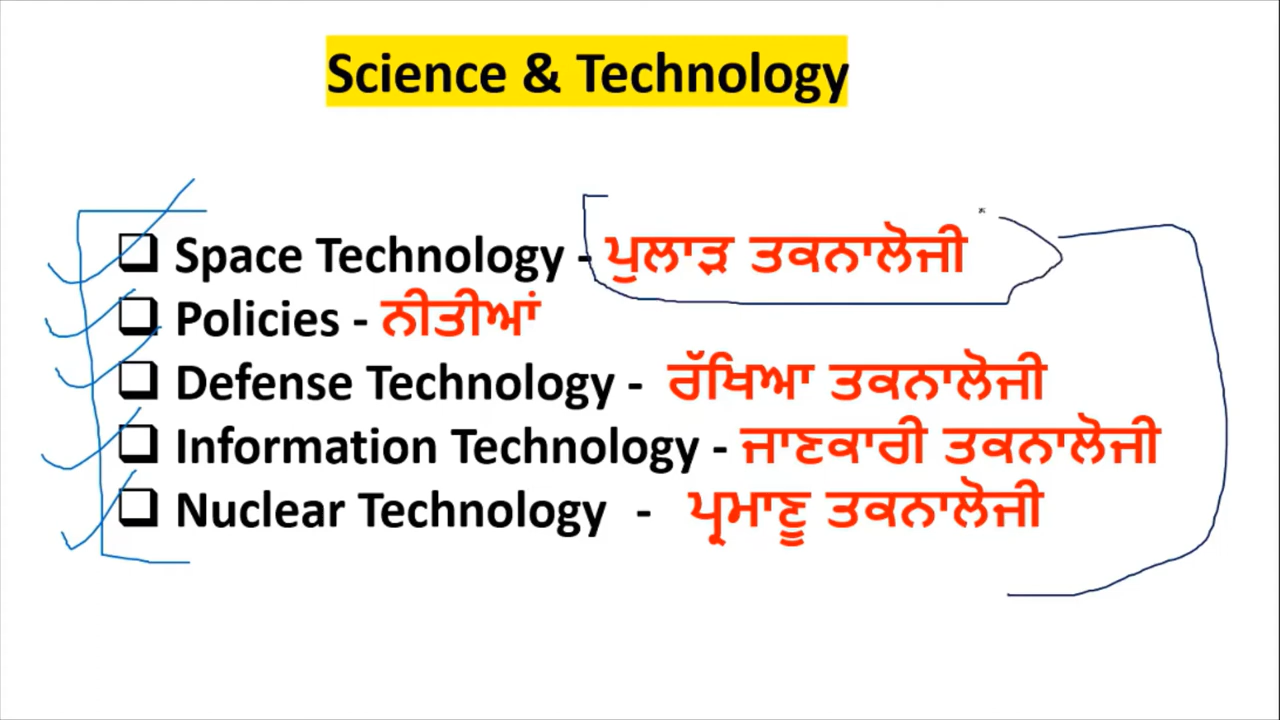 Science & Technology
Space Technology - ਪੁਲਾੜ ਤਕਨਾਲੋਜੀ
Policies - ਨੀਤੀਆਂ
Defense Technology - ਰੱਖਿਆ ਤਕਨਾਲੋਜੀ
Information Technology - ਜਾਣਕਾਰੀ ਤਕਨਾਲੋਜੀ
Nuclear Technology - ਪ੍ਰਮਾਣੂ ਤਕਨਾਲੋਜੀ